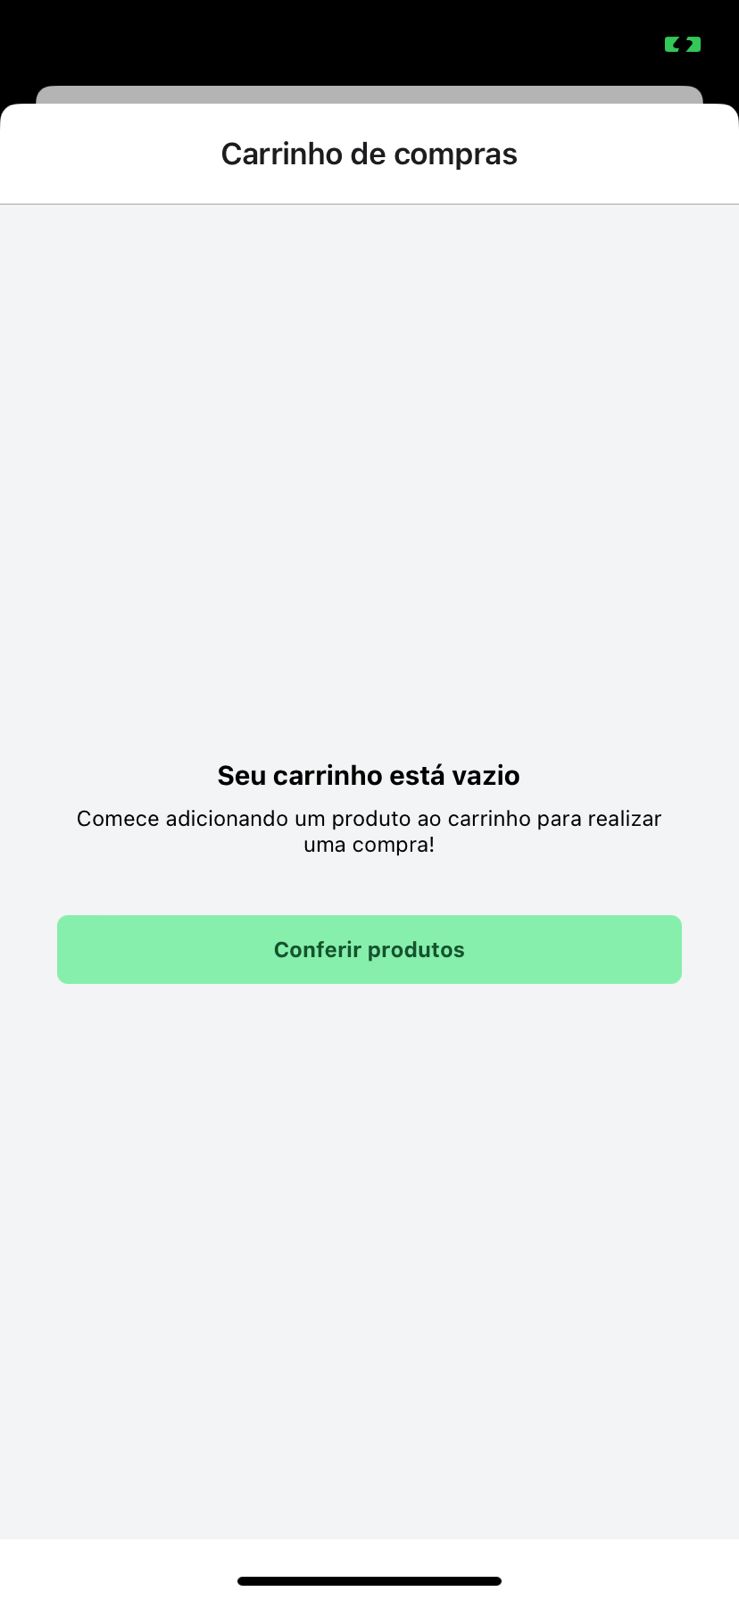 Carrinho de compras
Seu carrinho está vazio
Comece adicionando um produto ao carrinho para realizar
uma compra!
Conferir produtos